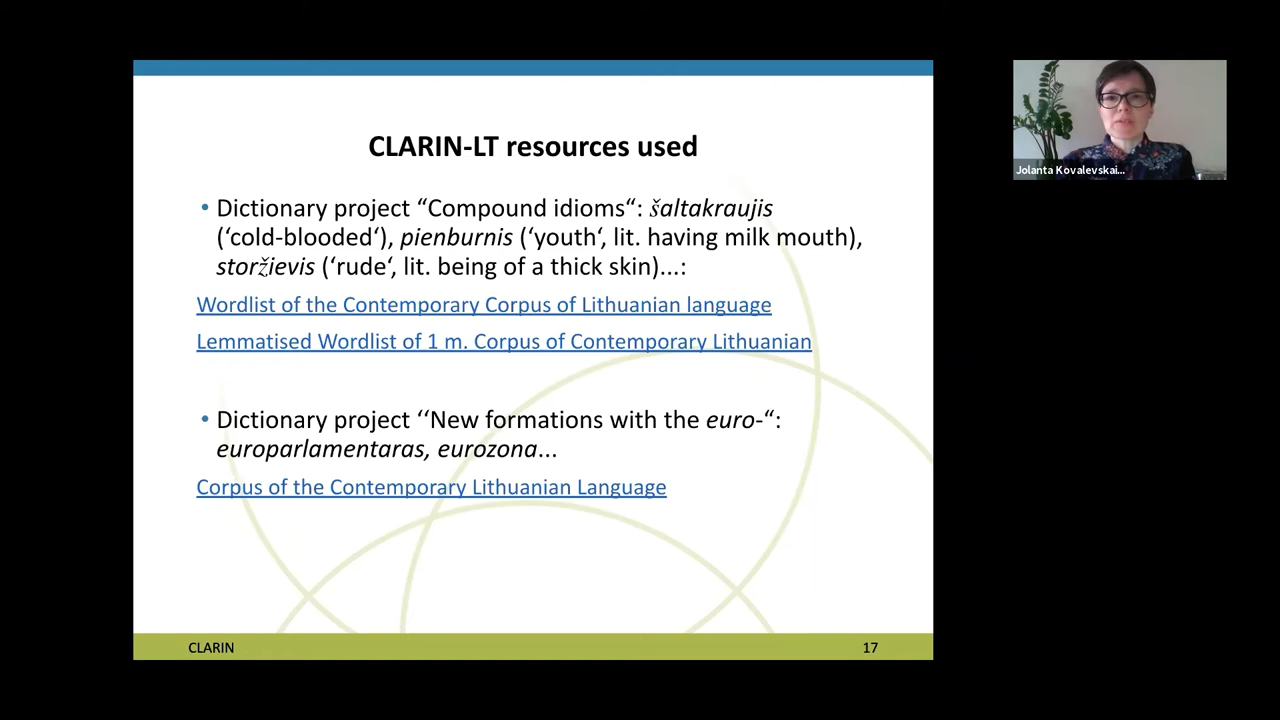 CLARIN-LT resources used
• Dictionary project “Compound idioms“: šaltakraujis
(‘cold-blooded‘), pienburnis (‘youth‘, lit. having milk mouth),
storžievis (‘rude‘, lit. being of a thick skin)...:
Wordlist of the Contemporary Corpus of Lithuanian language
Lemmatised Wordlist of 1 m. Corpus of Contemporary Lithuanian
• Dictionary project ‘‘New formations with the euro-“:
europarlamentaras, eurozona...
Corpus of the Contemporary Lithuanian Language
CLARIN
17
Jolanta Kovalevskai...